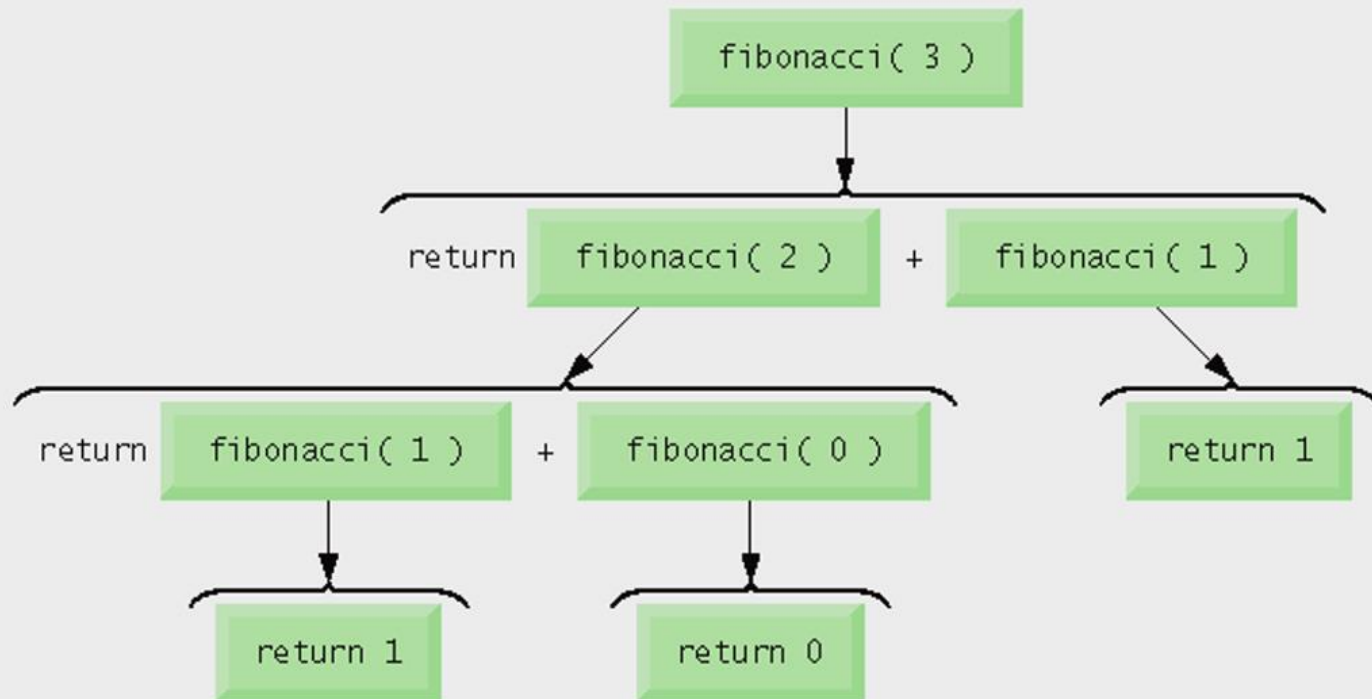 fibonacci( 3 )
return fibonacci( 2 ) + fibonacci( 1 )
return fibonacci( 1 ) + fibonacci( 0 ) return 1
return 1 return 0